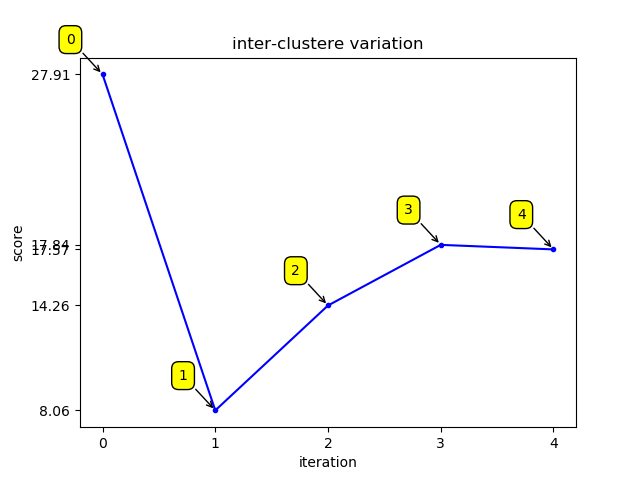 0
inter-clustere variation
27.91
3
4
17.84
17.57
score
2
14.26
1
8.06
0 1 2 3 4
iteration